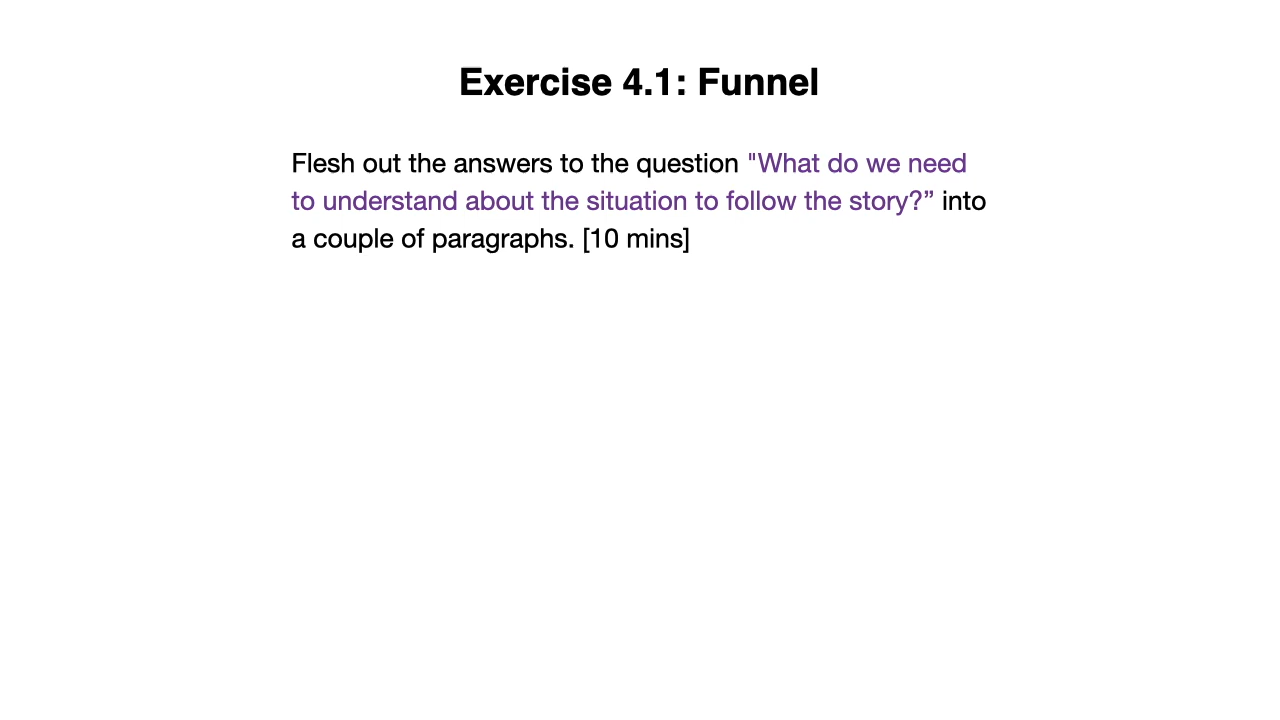 Exercise 4.1: Funnel
Flesh out the answers to the question "What do we need
to understand about the situation to follow the story?” into
a couple of paragraphs. [10 mins]